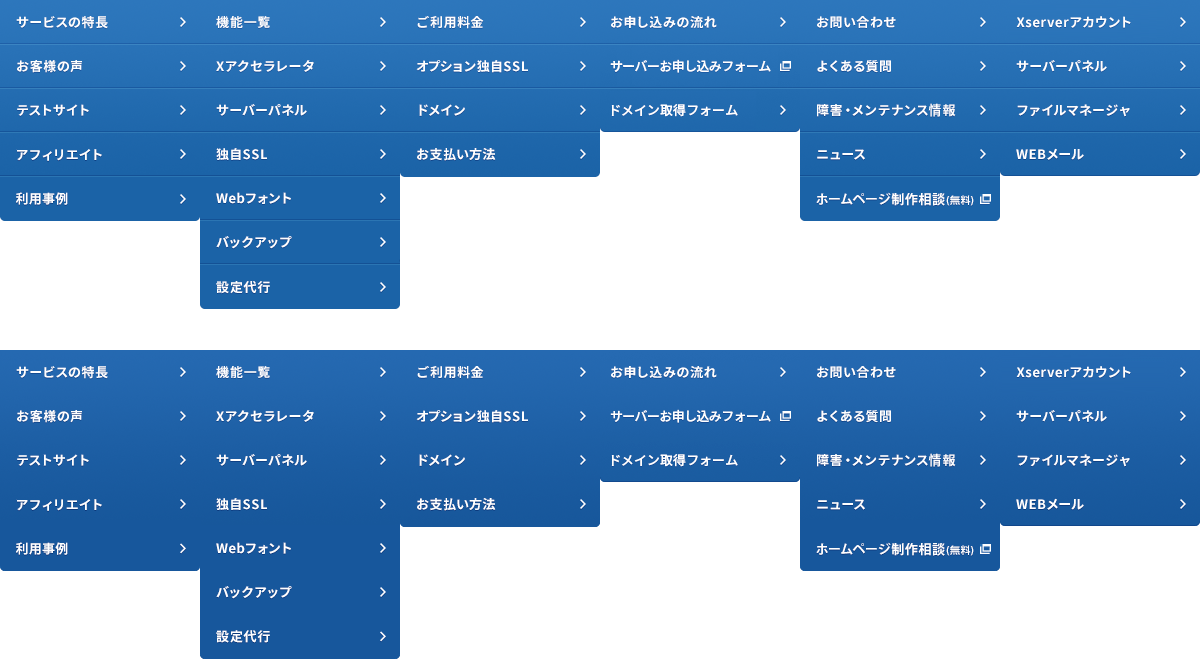 サービスの特長
お客様の声
テストサイト
アフィリエイト
利用事例
機能一覧
Xアクセラレータ
サーバーパネル
独自SSL
Webフォント
バックアップ
設定代行
ご利用料金
オプション独自SSL
ドメイン
お支払い方法
お申し込みの流れ
サーバーお申し込みフォーム
ドメイン取得フォーム
お問い合わせ
よくある質問
障害・メンテナンス情報
ニュース
ホームページ制作相談(無料)
Xserverアカウント
サーバーパネル
ファイルマネージャ
WEBメール
サービスの特長
お客様の声
テストサイト
アフィリエイト
利用事例
機能一覧
Xアクセラレータ
サーバーパネル
独自SSL
Webフォント
バックアップ
設定代行
ご利用料金
オプション独自SSL
ドメイン
お支払い方法
お申し込みの流れ
サーバーお申し込みフォーム
ドメイン取得フォーム
お問い合わせ
よくある質問
障害・メンテナンス情報
ニュース
ホームページ制作相談(無料)
Xserverアカウント
サーバーパネル
ファイルマネージャ
WEBメール